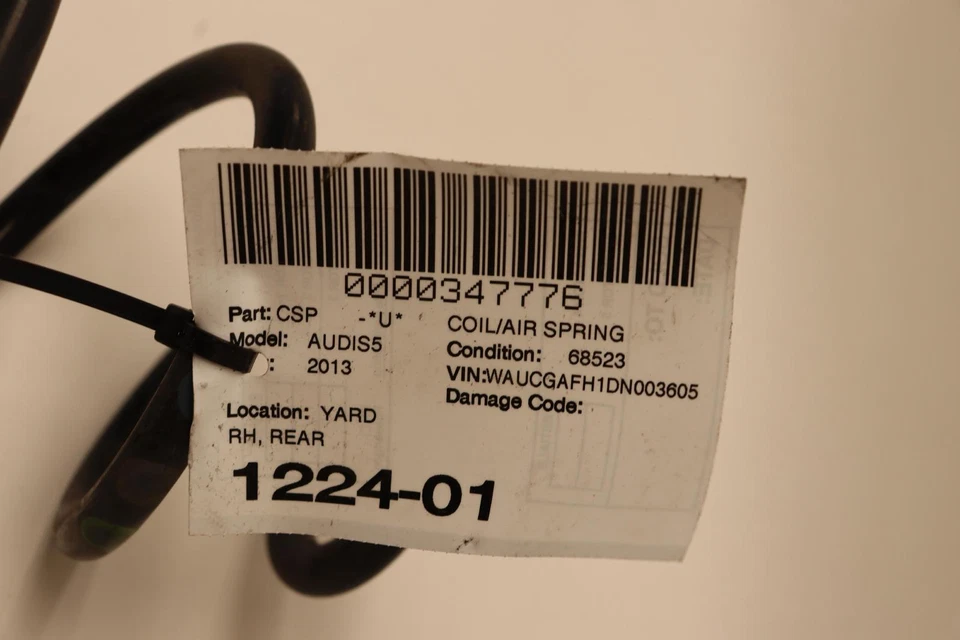 0000347776
Part: CSP -*U* COIL/AIR SPRING
Model: AUDIS5 Condition: 68523
: 2013 VIN:WAUCGAFH1DN003605
Damage Code:
Location: YARD
RH, REAR
1224-01